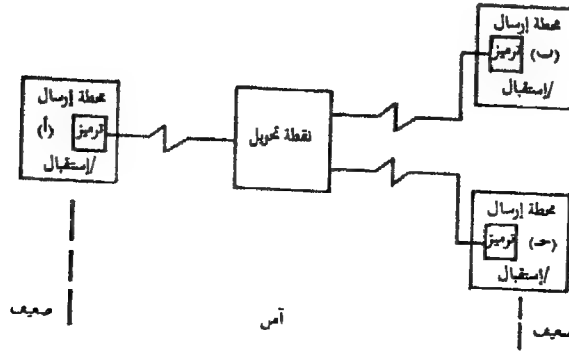 محطة إرسال
ترميز (ب)
/إستقبال
محطة إرسال
(أ) ترميز
/إستقبال
نقطة تحويل
محطة إرسال
ترميز (حـ)
/إستقبال
ضعيف
آمن
ضعيف